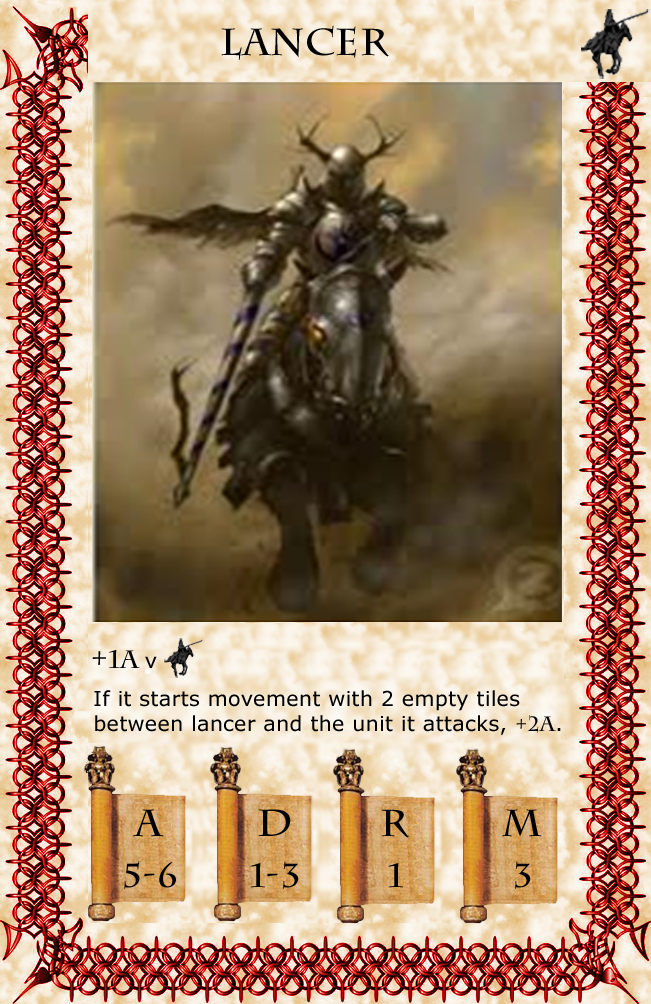 LANCER
+1A v
If it starts movement with 2 empty tiles
between lancer and the unit it attacks, +2A.
A D R M
5-6 1-3 1 3